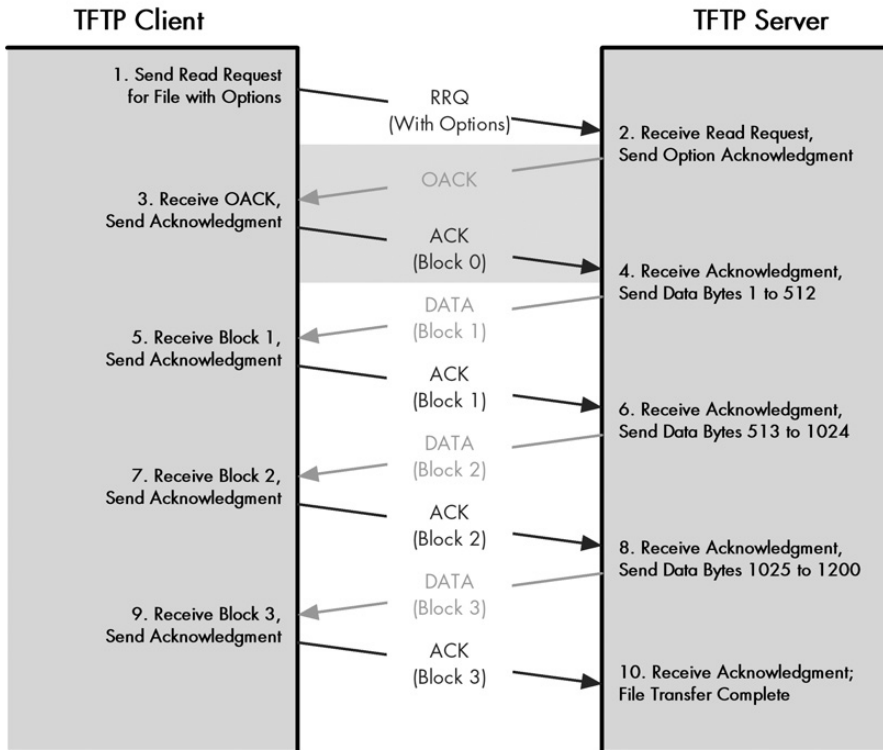 TFTP Client
TFTP Server
1. Send Read Request
for File with Options
RRQ
(With Options)
2. Receive Read Request,
Send Option Acknowledgment
OACK
3. Receive OACK,
Send Acknowledgment
ACK
(Block 0)
4. Receive Acknowledgment,
Send Data Bytes 1 to 512
DATA
(Block 1)
5. Receive Block 1,
Send Acknowledgment
ACK
(Block 1)
6. Receive Acknowledgment,
Send Data Bytes 513 to 1024
DATA
(Block 2)
7. Receive Block 2,
Send Acknowledgment
ACK
(Block 2)
8. Receive Acknowledgment,
Send Data Bytes 1025 to 1200
DATA
(Block 3)
9. Receive Block 3,
Send Acknowledgment
ACK
(Block 3)
10. Receive Acknowledgment;
File Transfer Complete